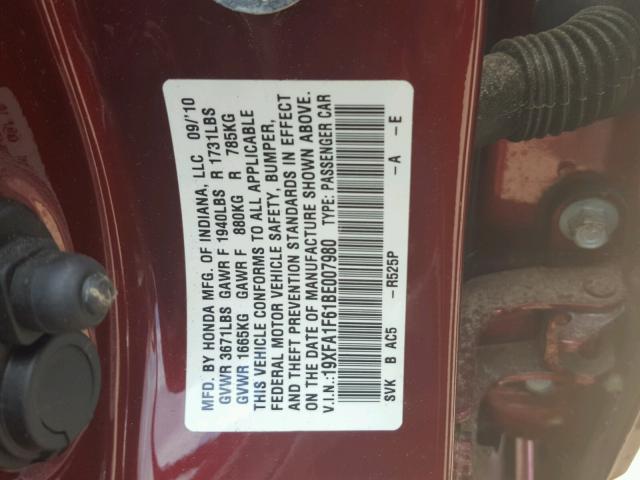 MFD. BY HONDA MFG. OF INDIANA, LLC 09/'10
GVWR 3671LBS GAWR F 1940LBS R 1731LBS
GVWR 1665KG GAWR F 880KG R 785KG
THIS VEHICLE CONFORMS TO ALL APPLICABLE
FEDERAL MOTOR VEHICLE SAFETY, BUMPER,
AND THEFT PREVENTION STANDARDS IN EFFECT
ON THE DATE OF MANUFACTURE SHOWN ABOVE.
V.I.N.:19XFA1F61BE007980 TYPE: PASSENGER CAR
SVK B AC5 -R525P -A -E